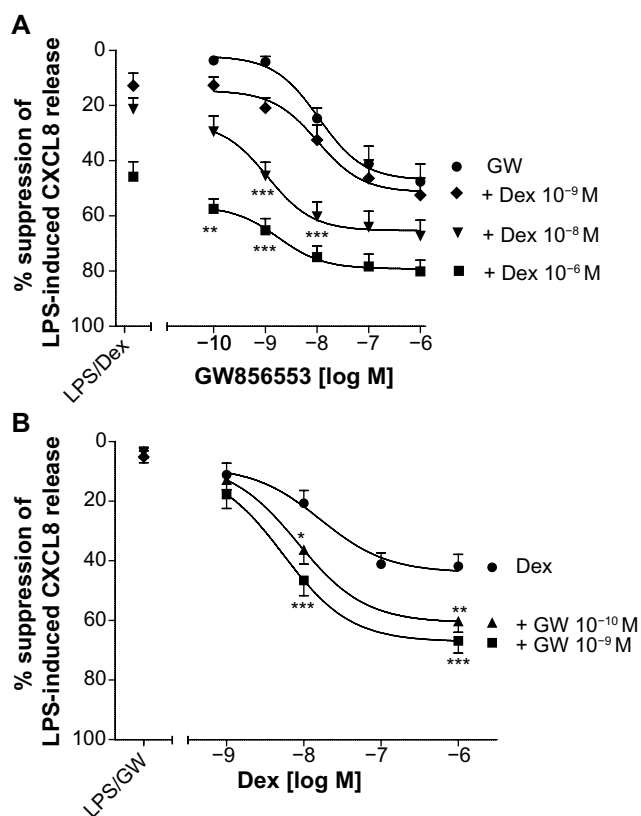 A
% suppression of
LPS-induced CXCL8 release
0
20
40
60
80
100
***
**
***
***
GW
+ Dex 10⁻⁹ M
+ Dex 10⁻⁸ M
+ Dex 10⁻⁶ M
LPS/Dex
−10 −9 −8 −7 −6
GW856553 [log M]
B
% suppression of
LPS-induced CXCL8 release
0
20
40
60
80
100
*
***
**
***
Dex
+ GW 10⁻¹⁰ M
+ GW 10⁻⁹ M
LPS/GW
−9 −8 −7 −6
Dex [log M]